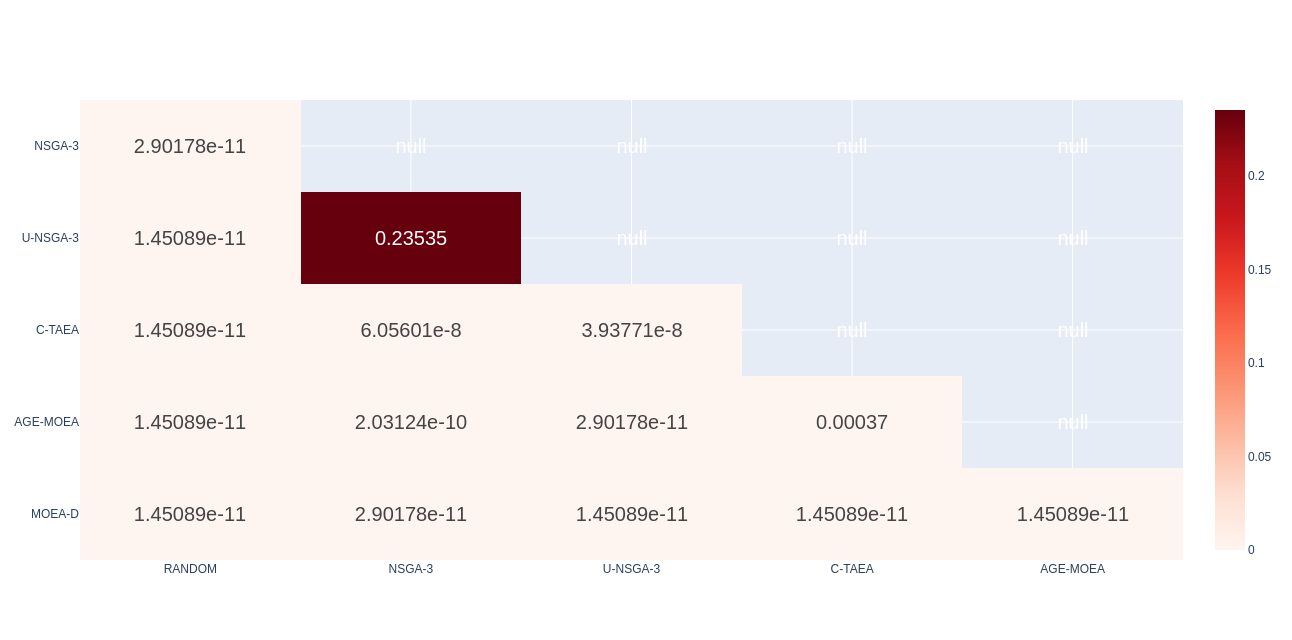 NSGA-3 2.90178e-11 null null null null
0.2
U-NSGA-3 1.45089e-11 0.23535 null null null
0.15
C-TAEA 1.45089e-11 6.05601e-8 3.93771e-8 null null
0.1
AGE-MOEA 1.45089e-11 2.03124e-10 2.90178e-11 0.00037 null
0.05
MOEA-D 1.45089e-11 2.90178e-11 1.45089e-11 1.45089e-11 1.45089e-11
0
RANDOM NSGA-3 U-NSGA-3 C-TAEA AGE-MOEA